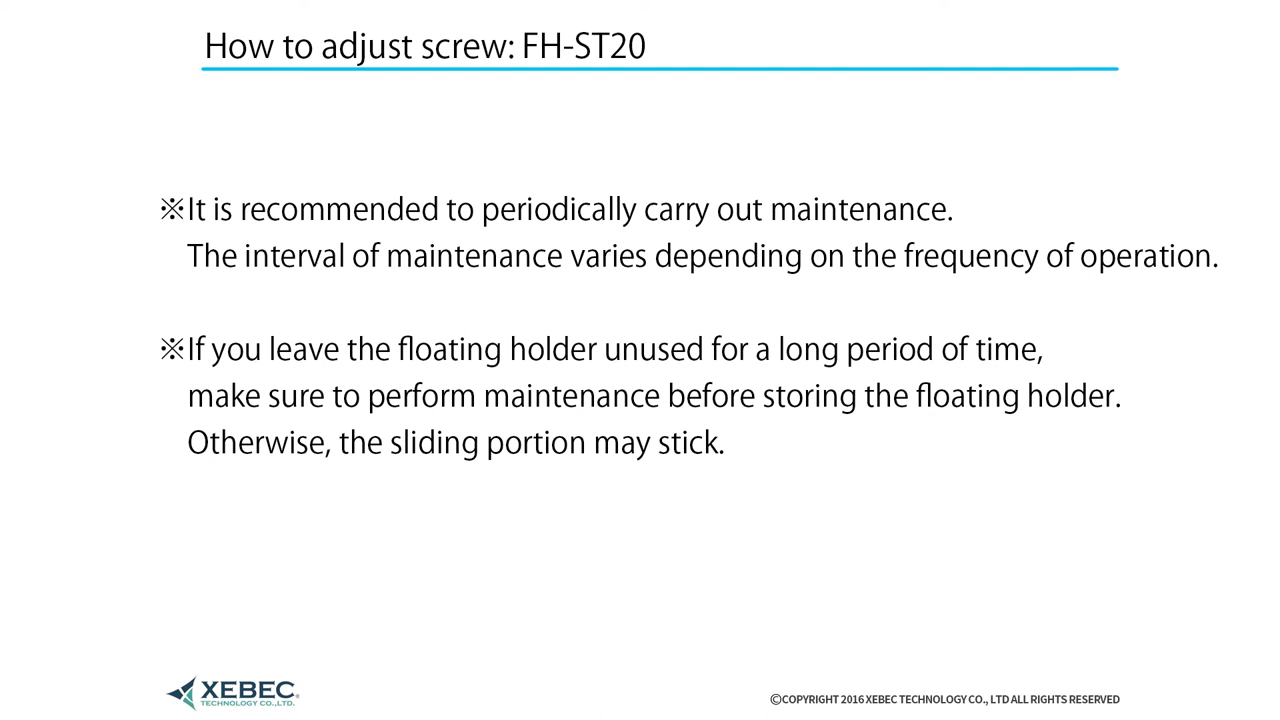 How to adjust screw: FH-ST20
※It is recommended to periodically carry out maintenance.
The interval of maintenance varies depending on the frequency of operation.
※If you leave the floating holder unused for a long period of time,
make sure to perform maintenance before storing the floating holder.
Otherwise, the sliding portion may stick.
XEBEC®
TECHNOLOGY CO.,LTD.
©COPYRIGHT 2016 XEBEC TECHNOLOGY CO., LTD ALL RIGHTS RESERVED